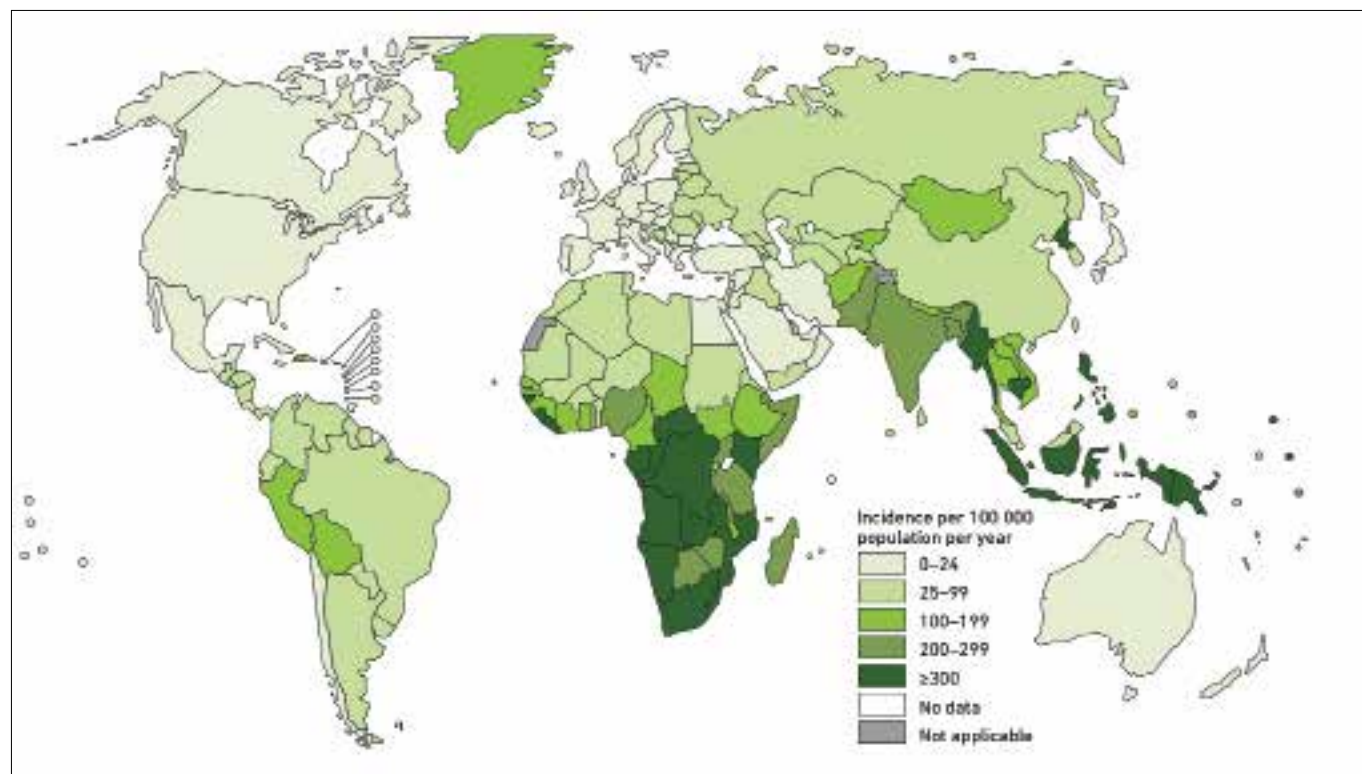 Incidence per 100 000
population per year
0–24
25–99
100–199
200–299
≥300
No data
Not applicable